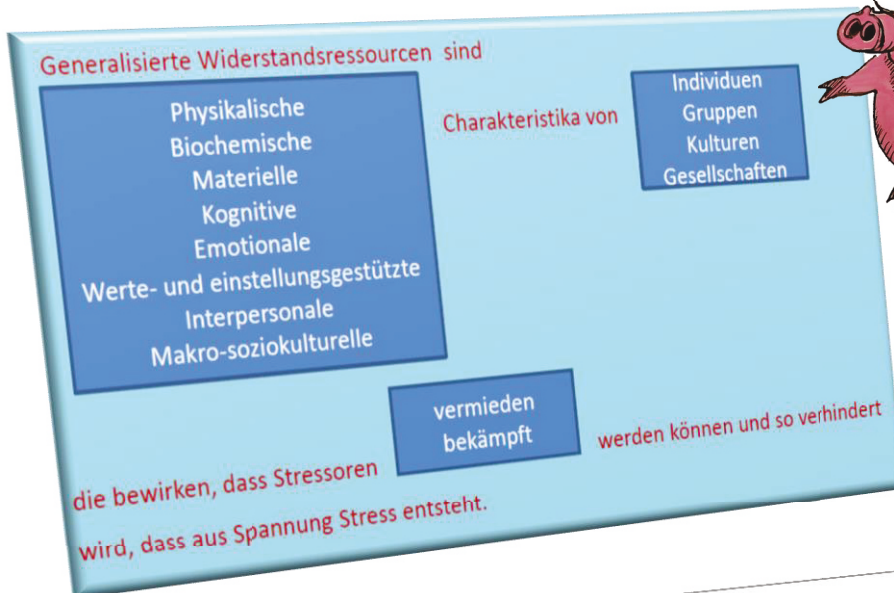 Generalisierte Widerstandsressourcen sind
Physikalische
Biochemische
Materielle
Kognitive
Emotionale
Werte- und einstellungsgestützte
Interpersonale
Makro-soziokulturelle
Charakteristika von
Individuen
Gruppen
Kulturen
Gesellschaften
die bewirken, dass Stressoren
vermieden
bekämpft
werden können und so verhindert
wird, dass aus Spannung Stress entsteht.